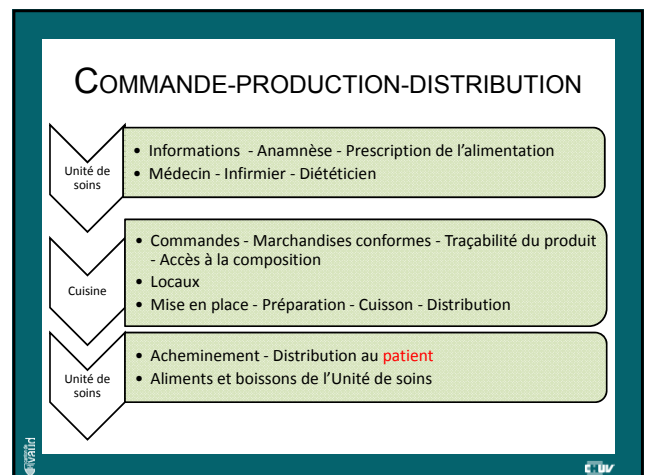 COMMANDE-PRODUCTION-DISTRIBUTION
Unité de
soins
• Informations - Anamnèse - Prescription de l'alimentation
• Médecin - Infirmier - Diététicien
Cuisine
• Commandes - Marchandises conformes - Traçabilité du produit
- Accès à la composition
• Locaux
• Mise en place - Préparation - Cuisson - Distribution
Unité de
soins
• Acheminement - Distribution au patient
• Aliments et boissons de l'Unité de soins
vaud